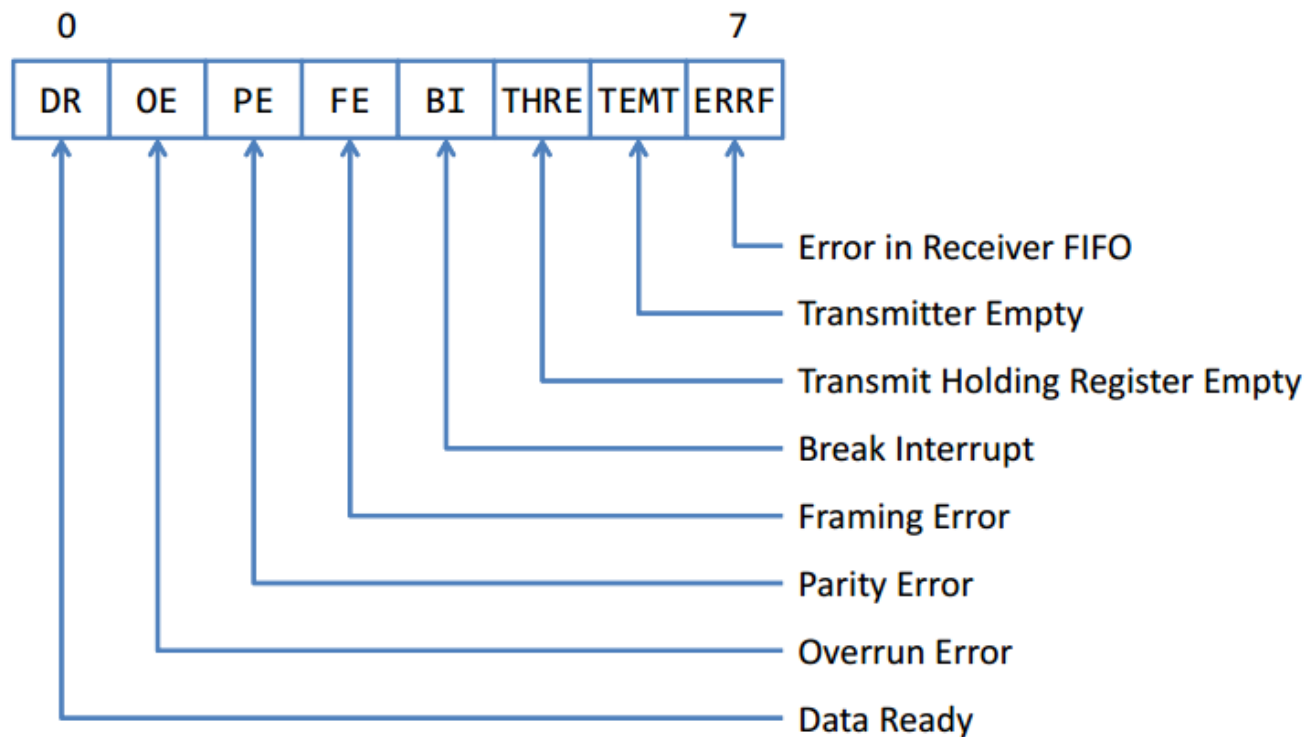 0 7
DR OE PE FE BI THRE TEMT ERRF
Error in Receiver FIFO
Transmitter Empty
Transmit Holding Register Empty
Break Interrupt
Framing Error
Parity Error
Overrun Error
Data Ready